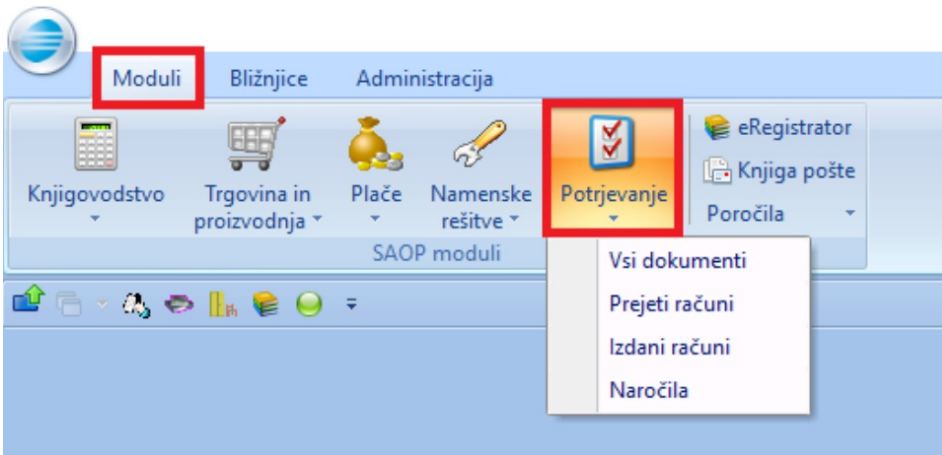 Moduli Bližnjice Administracija
Knjigovodstvo
Trgovina in
proizvodnja
Plače
Namenske
rešitve
Potrjevanje
eRegistrator
Knjiga pošte
Poročila
SAOP moduli
Vsi dokumenti
Prejeti računi
Izdani računi
Naročila